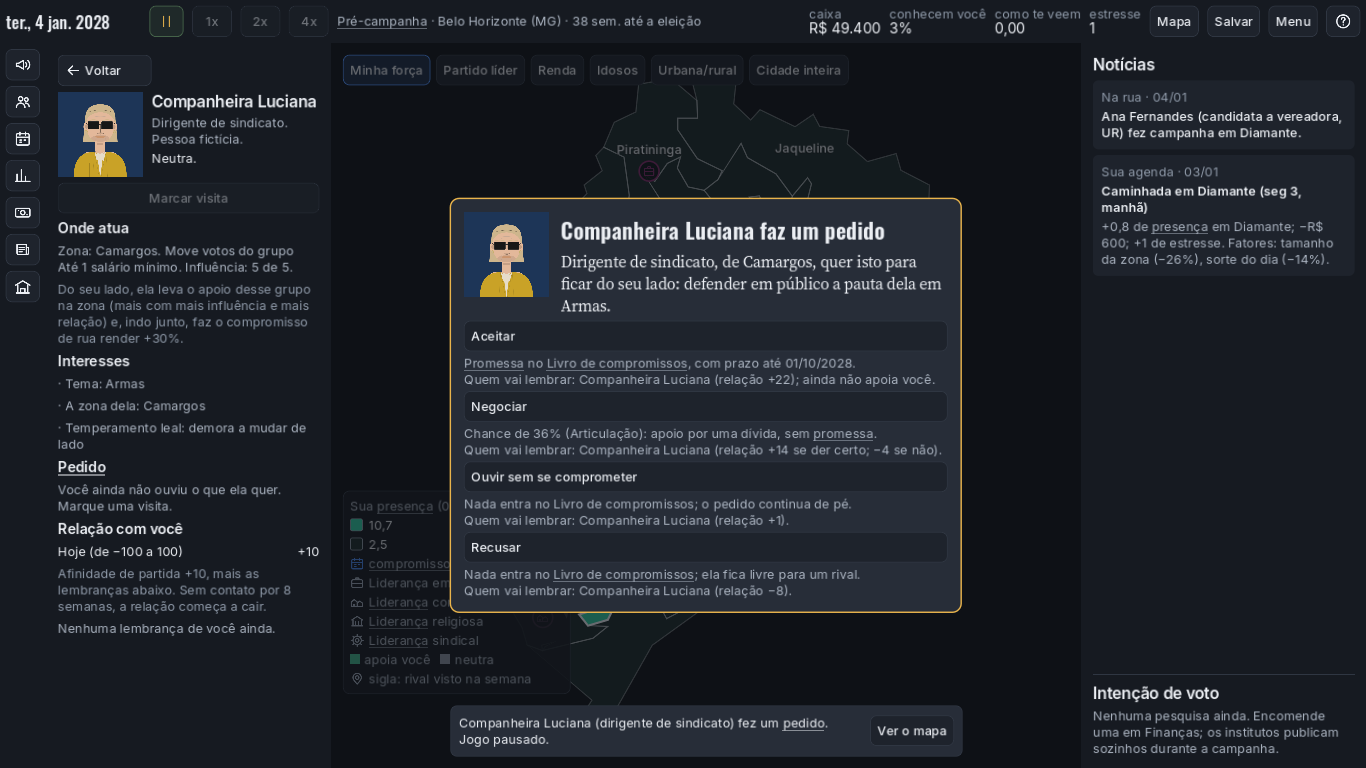 ter., 4 jan. 2028
1x
2x
4x
Pré-campanha · Belo Horizonte (MG) · 38 sem. até a eleição
caixa
R$ 49.400
conhecem você
3%
como te veem
0,00
estresse
1
Mapa
Salvar
Menu
Voltar
Companheira Luciana
Dirigente de sindicato.
Pessoa fictícia.
Neutra.
Marcar visita
Onde atua
Zona: Camargos. Move votos do grupo
Até 1 salário mínimo. Influência: 5 de 5.
Do seu lado, ela leva o apoio desse grupo
na zona (mais com mais influência e mais
relação) e, indo junto, faz o compromisso
de rua render +30%.
Interesses
· Tema: Armas
· A zona dela: Camargos
· Temperamento leal: demora a mudar de
lado
Pedido
Você ainda não ouviu o que ela quer.
Marque uma visita.
Relação com você
Hoje (de −100 a 100)
+10
Afinidade de partida +10, mais as
lembranças abaixo. Sem contato por 8
semanas, a relação começa a cair.
Nenhuma lembrança de você ainda.
Minha força
Partido líder
Renda
Idosos
Urbana/rural
Cidade inteira
Piratininga
Jaqueline
Companheira Luciana faz um pedido
Dirigente de sindicato, de Camargos, quer isto para
ficar do seu lado: defender em público a pauta dela em
Armas.
Aceitar
Promessa no Livro de compromissos, com prazo até 01/10/2028.
Quem vai lembrar: Companheira Luciana (relação +22); ainda não apoia você.
Negociar
Chance de 36% (Articulação): apoio por uma dívida, sem promessa.
Quem vai lembrar: Companheira Luciana (relação +14 se der certo; −4 se não).
Ouvir sem se comprometer
Nada entra no Livro de compromissos; o pedido continua de pé.
Quem vai lembrar: Companheira Luciana (relação +1).
Recusar
Nada entra no Livro de compromissos; ela fica livre para um rival.
Quem vai lembrar: Companheira Luciana (relação −8).
Sua presença (0
10,7
2,5
compromisso
Liderança em
Liderança co
Liderança religiosa
Liderança sindical
apoia você
neutra
sigla: rival visto na semana
Companheira Luciana (dirigente de sindicato) fez um pedido.
Jogo pausado.
Ver o mapa
Notícias
Na rua · 04/01
Ana Fernandes (candidata a vereadora,
UR) fez campanha em Diamante.
Sua agenda · 03/01
Caminhada em Diamante (seg 3,
manhã)
+0,8 de presença em Diamante; −R$
600; +1 de estresse. Fatores: tamanho
da zona (−26%), sorte do dia (−14%).
Intenção de voto
Nenhuma pesquisa ainda. Encomende
uma em Finanças; os institutos publicam
sozinhos durante a campanha.